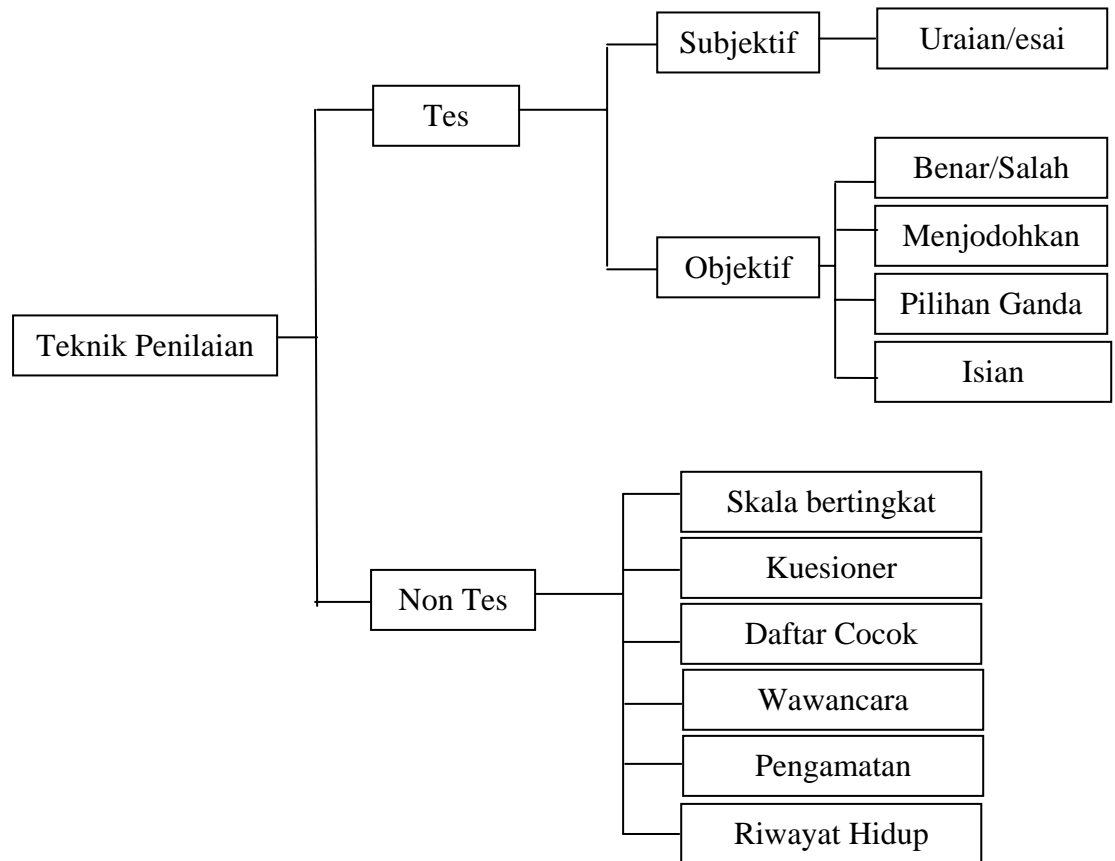 Teknik Penilaian
Tes
Subjektif
Uraian/esai
Objektif
Benar/Salah
Menjodohkan
Pilihan Ganda
Isian
Non Tes
Skala bertingkat
Kuesioner
Daftar Cocok
Wawancara
Pengamatan
Riwayat Hidup